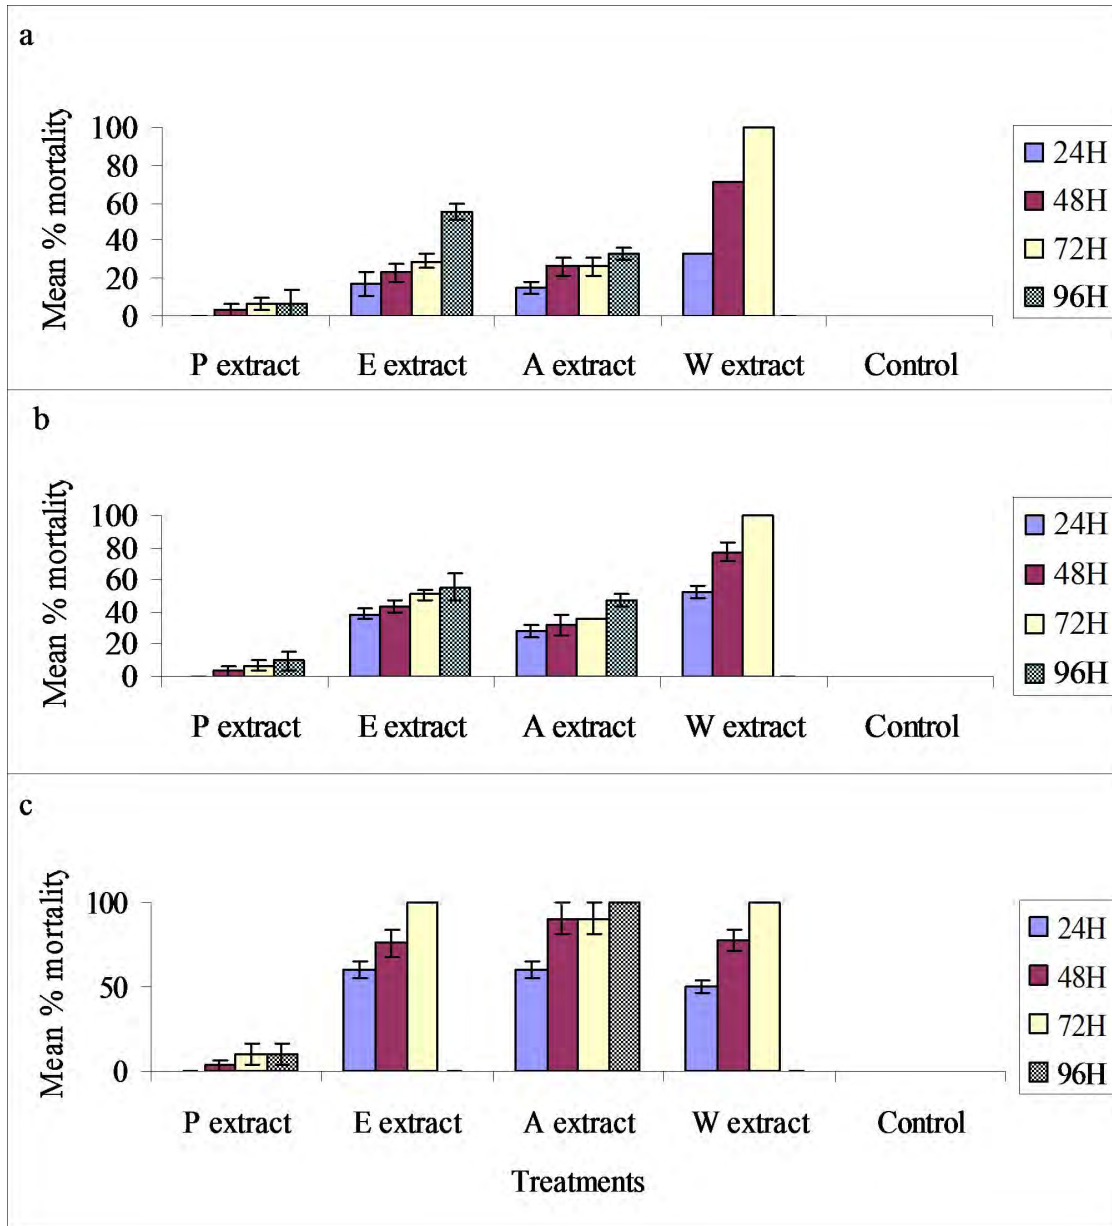 a
Mean % mortality
100
80
60
40
20
0
P extract E extract A extract W extract Control
24H
48H
72H
96H
b
Mean % mortality
100
80
60
40
20
0
P extract E extract A extract W extract Control
24H
48H
72H
96H
c
Mean % mortality
100
50
0
P extract E extract A extract W extract Control
Treatments
24H
48H
72H
96H